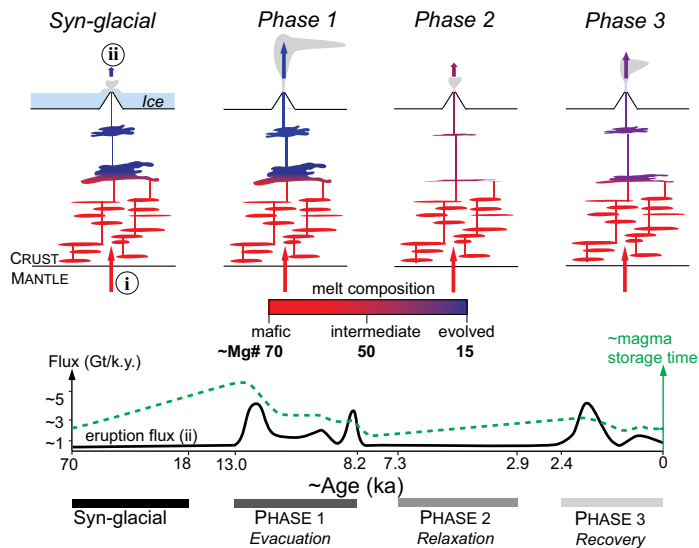 Syn-glacial
Phase 1
Phase 2
Phase 3
ii
Ice
CRUST
MANTLE
i
melt composition
mafic
intermediate
evolved
~Mg# 70
50
15
Flux (Gt/k.y.)
~magma
storage time
~5
~3
~1
eruption flux (ii)
70
18
13.0
8.2
7.3
2.9
2.4
0
~Age (ka)
Syn-glacial
PHASE 1
Evacuation
PHASE 2
Relaxation
PHASE 3
Recovery